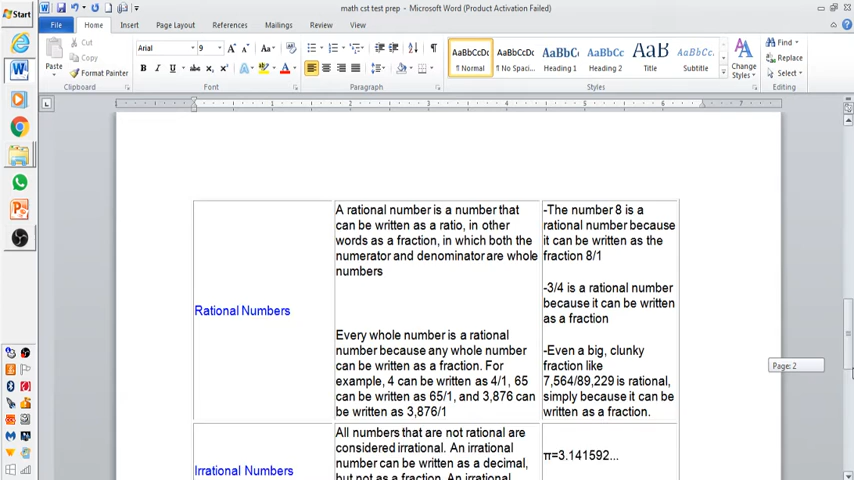 Start
math cst test prep - Microsoft Word (Product Activation Failed)
File Home Insert Page Layout References Mailings Review View
Paste
Cut
Copy
Format Painter
Clipboard
Arial 9
Font
Paragraph
AaBbCcDc AaBbCcDc AaBbC AaBbCc AaB AaBbCc.
¶ Normal ¶ No Spaci... Heading 1 Heading 2 Title Subtitle
Change
Styles
Styles
Find
Replace
Select
Editing
1 2 3 4 5 6 7
Rational Numbers
A rational number is a number that
can be written as a ratio, in other
words as a fraction, in which both the
numerator and denominator are whole
numbers
Every whole number is a rational
number because any whole number
can be written as a fraction. For
example, 4 can be written as 4/1, 65
can be written as 65/1, and 3,876 can
be written as 3,876/1
-The number 8 is a
rational number because
it can be written as the
fraction 8/1
-3/4 is a rational number
because it can be written
as a fraction
-Even a big, clunky
fraction like
7,564/89,229 is rational,
simply because it can be
written as a fraction.
Irrational Numbers
All numbers that are not rational are
considered irrational. An irrational
number can be written as a decimal,
but not as a fraction. An irrational
π=3.141592...
Page: 2